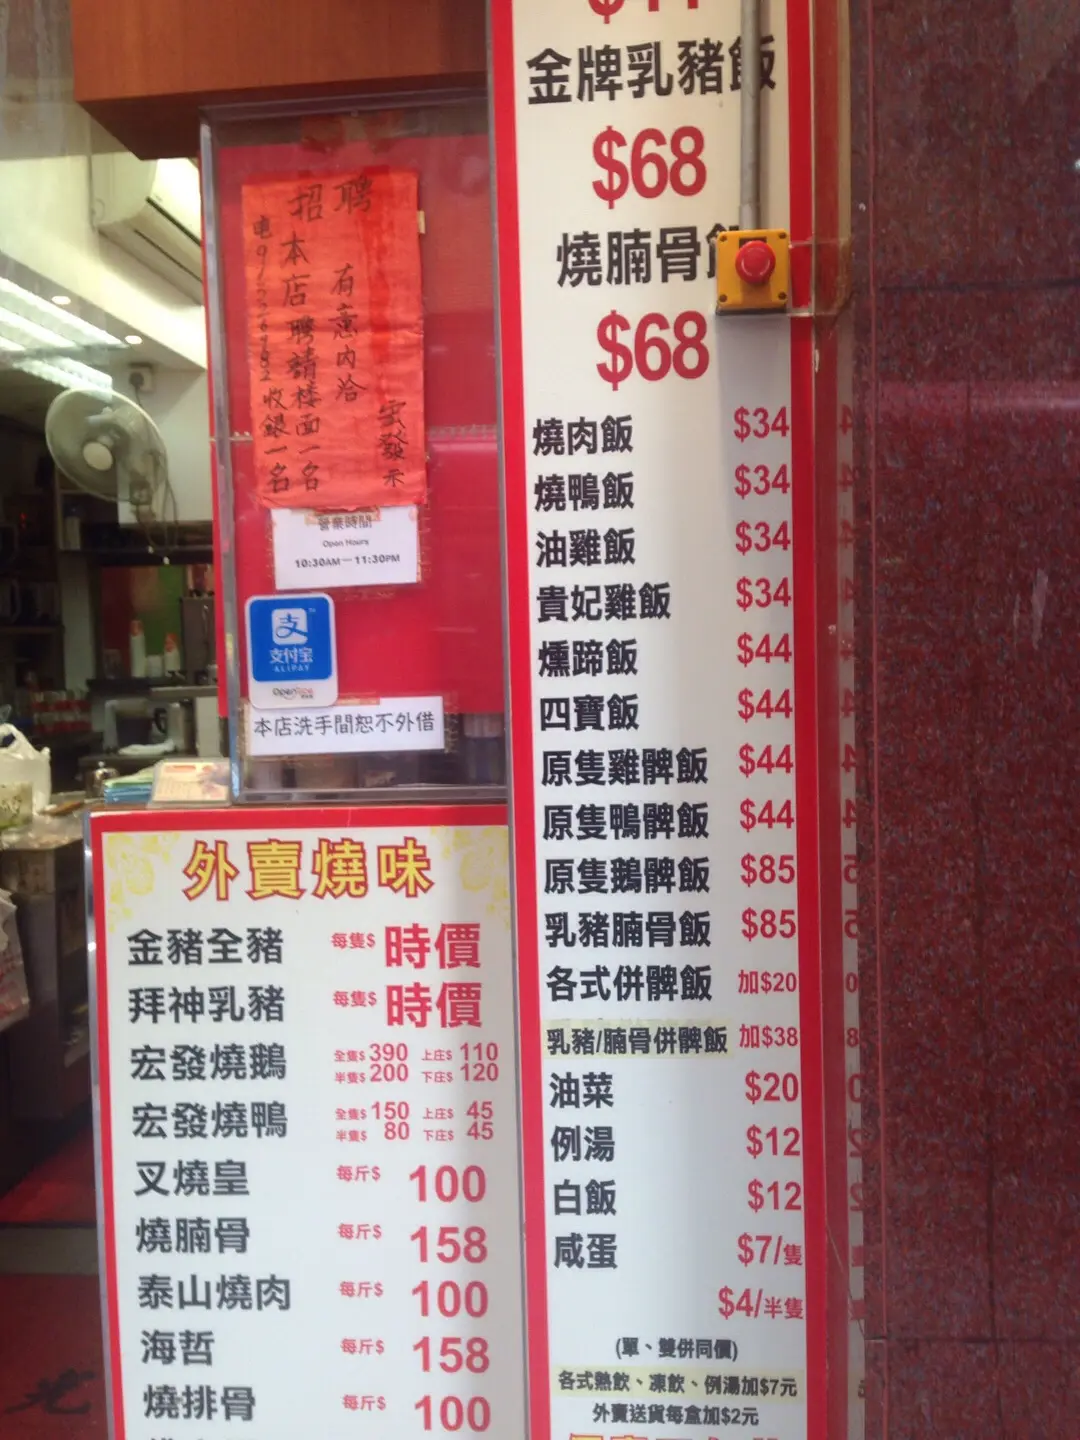 招聘
本店聘請楼面一名
收銀一名
有意內洽
宏發示
營業時間
Open Hours
10:30AM — 11:30PM
支
支付宝
ALIPAY
OpenRice
本店洗手間恕不外借
外賣燒味
金豬全豬 每隻$ 時價
拜神乳豬 每隻$ 時價
宏發燒鵝 全隻$ 390 上庄$ 110
半隻$ 200 下庄$ 120
宏發燒鴨 全隻$ 150 上庄$ 45
半隻$ 80 下庄$ 45
叉燒皇 每斤$ 100
燒腩骨 每斤$ 158
泰山燒肉 每斤$ 100
海哲 每斤$ 158
燒排骨 每斤$ 100
金牌乳豬飯
$68
燒腩骨
$68
燒肉飯 $34
燒鴨飯 $34
油雞飯 $34
貴妃雞飯 $34
燻蹄飯 $44
四寶飯 $44
原隻雞髀飯 $44
原隻鴨髀飯 $44
原隻鵝髀飯 $85
乳豬腩骨飯 $85
各式併髀飯 加$20
乳豬/腩骨併髀飯 加$38
油菜 $20
例湯 $12
白飯 $12
咸蛋 $7/隻
$4/半隻
(單、雙併同價)
各式熱飲、凍飲、例湯加$7元
外賣送貨每盒加$2元